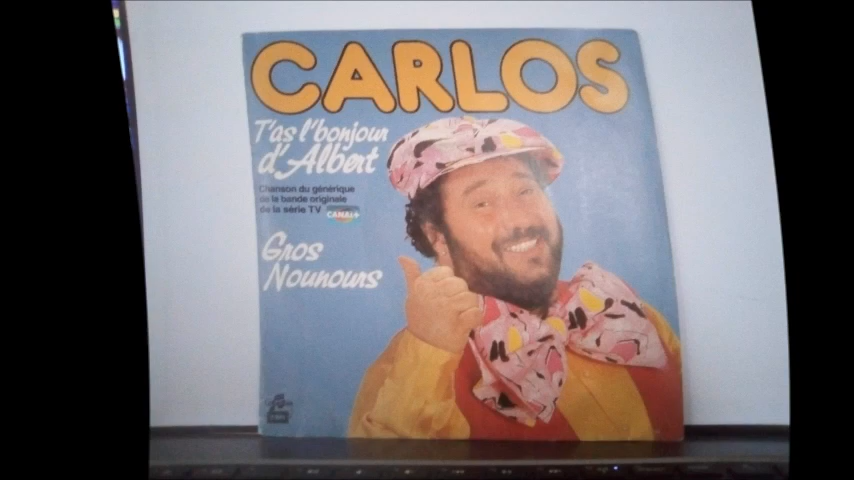 CARLOS
T'as l'bonjour
d'Albert
Chanson du générique
de la bande originale
de la série TV CANAL+
Gros
Nounours